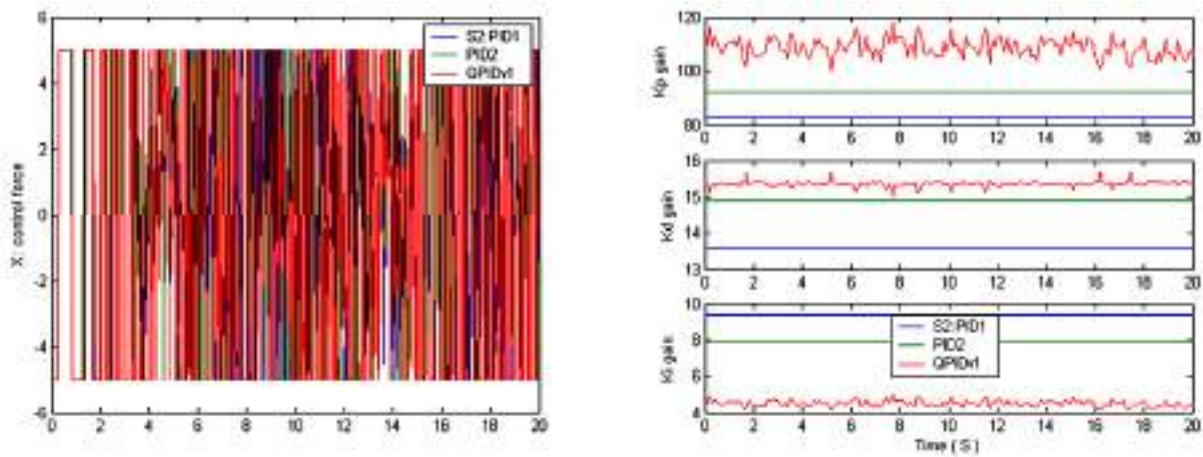 6
4
2
0
-2
-4
-6
X: control force
0 2 4 6 8 10 12 14 16 18 20
S2:PID1
PID2
QPIDv1
120
100
80
Kp gain
0 2 4 6 8 10 12 14 16 18 20
16
15
14
13
Kd gain
0 2 4 6 8 10 12 14 16 18 20
10
8
6
4
Ki gain
S2:PID1
PID2
QPIDv1
0 2 4 6 8 10 12 14 16 18 20
Time ( S )